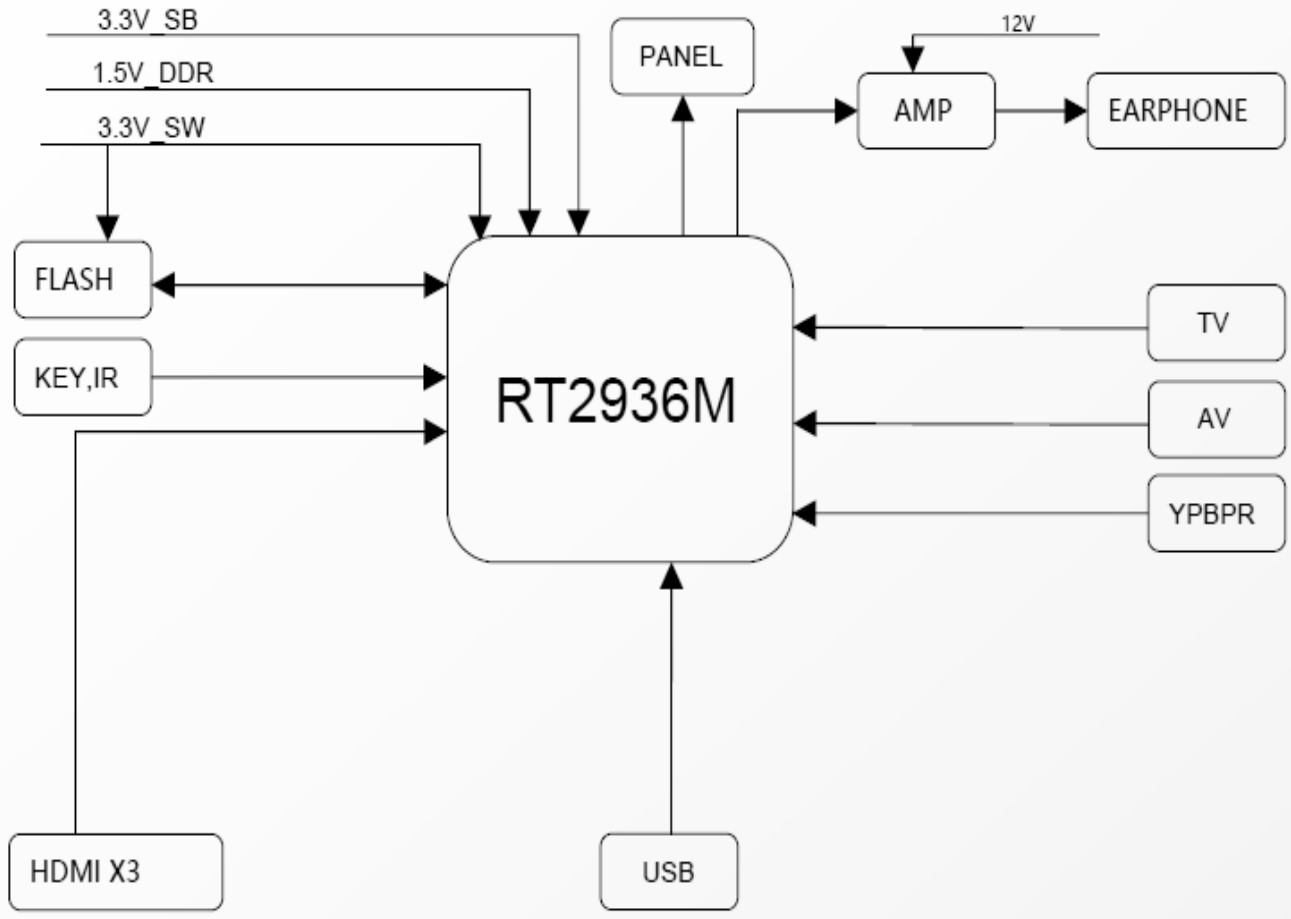 3.3V_SB
12V
PANEL
1.5V_DDR
AMP
EARPHONE
3.3V_SW
FLASH
TV
KEY,IR
RT2936M
AV
YPBPR
HDMI X3
USB